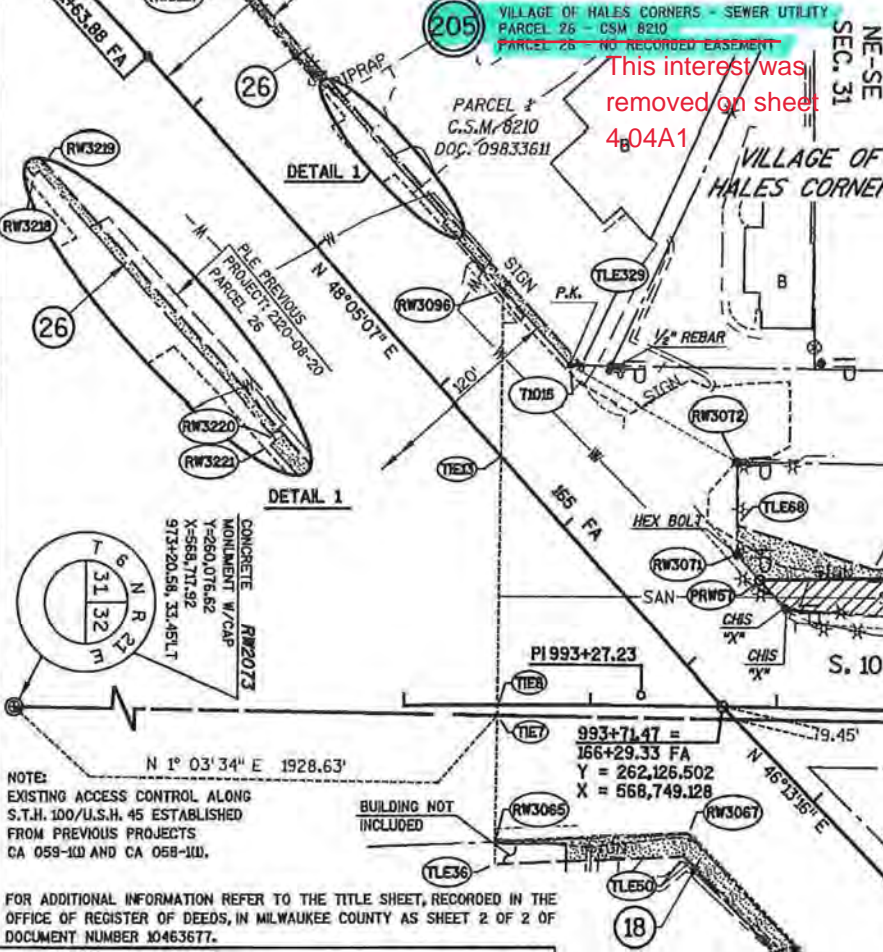 205
VILLAGE OF HALES CORNERS - SEWER UTILITY
PARCEL 26 - CSM 8210
PARCEL 26 - NO RECORDED EASEMENT
This interest was
removed on sheet
4.04A1
NE-SE
SEC. 31
+63.88 FA
26
RIPRAP
PARCEL 1
C.S.M. 8210
DOC. 09833611
B
VILLAGE OF
HALES CORNER
DETAIL 1
RW3219
RW3218
W
PLE PREVIOUS
PROJECT: 2120-08-20
PARCEL 26
26
W
N 48°05'07" E
W
SIGN
TLE329
P.K.
B
RW3096
1/2" REBAR
120'
T1015
SIGN
RW3072
RW3220
RW3221
DETAIL 1
TIE13
W
165 FA
HEX BOLT
TLE68
RW3071
SAN
PRW57
CHIS
"X"
CHIS
"X"
S. 10
T 6 N R 21 E
31 32
CONCRETE
MONUMENT W/CAP
Y=260,076.62
X=568,717.92
973+20.58, 33.45'LT
RW2073
PI 993+27.23
TIE8
TIE7
993+71.47 =
166+29.33 FA
Y = 262,126.502
X = 568,749.128
79.45'
N 46°13'16" E
N 1° 03'34" E 1928.63'
NOTE:
EXISTING ACCESS CONTROL ALONG
S.T.H. 100/U.S.H. 45 ESTABLISHED
FROM PREVIOUS PROJECTS
CA 059-1(1) AND CA 058-1(1).
BUILDING NOT
INCLUDED
RW3065
RW3067
TLE36
TLE50
18
FOR ADDITIONAL INFORMATION REFER TO THE TITLE SHEET, RECORDED IN THE
OFFICE OF REGISTER OF DEEDS, IN MILWAUKEE COUNTY AS SHEET 2 OF 2 OF
DOCUMENT NUMBER 10463677.